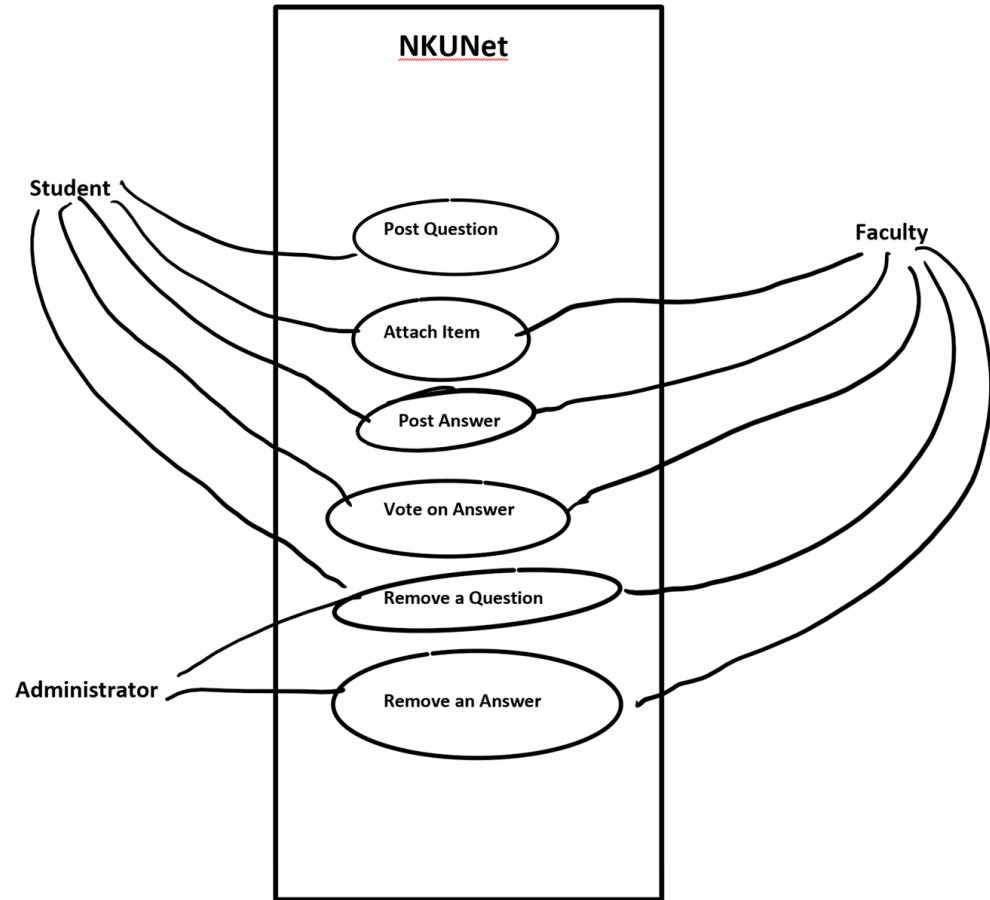 NKUNet
Student
Post Question
Faculty
Attach Item
Post Answer
Vote on Answer
Remove a Question
Administrator
Remove an Answer